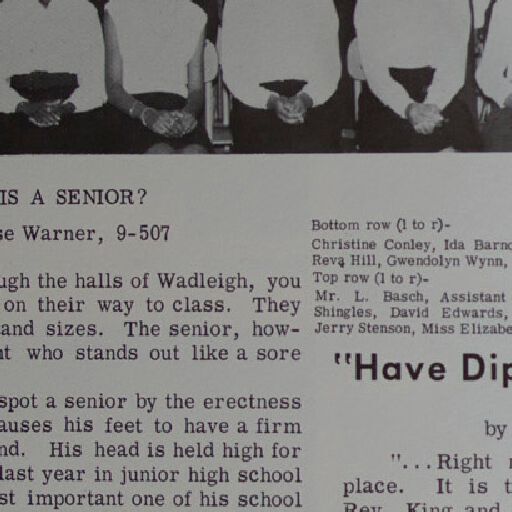 IS A SENIOR?
se Warner, 9-507
ugh the halls of Wadleigh, you
on their way to class. They
and sizes. The senior, how-
nt who stands out like a sore
spot a senior by the erectness
auses his feet to have a firm
nd. His head is held high for
last year in junior high school
st important one of his school
Bottom row (l to r)-
Christine Conley, Ida Barno
Reva Hill, Gwendolyn Wynn,
Top row (l to r)-
Mr. L. Basch, Assistant
Shingles, David Edwards,
Jerry Stenson, Miss Elizabe
"Have Dip
by
"...Right
place. It is t
Rev. King and